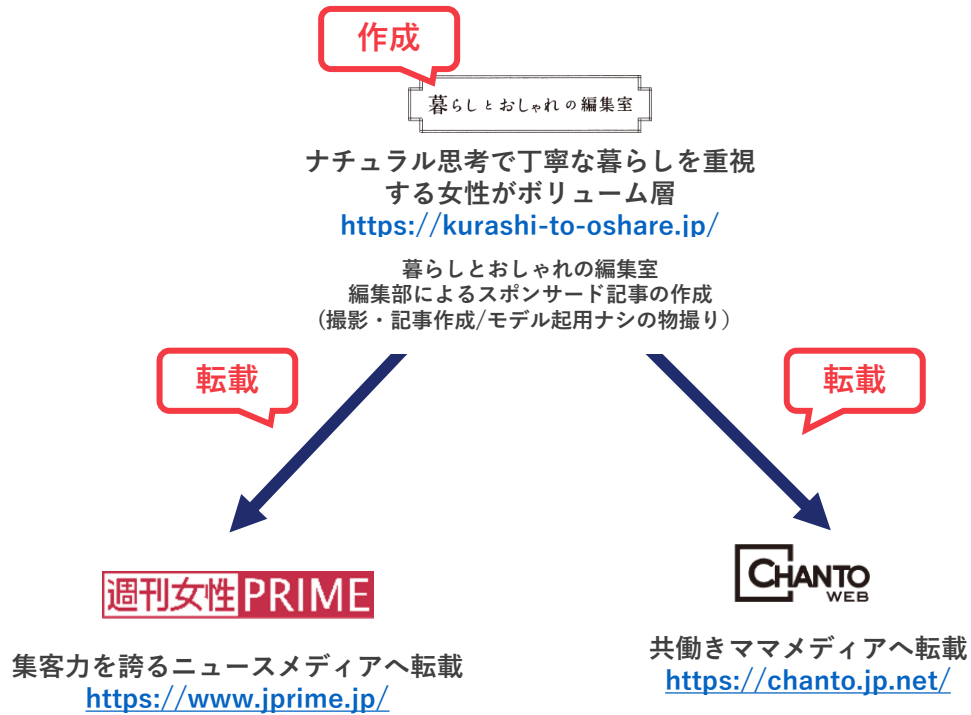 作成
暮らしとおしゃれの編集室
ナチュラル思考で丁寧な暮らしを重視
する女性がボリューム層
https://kurashi-to-oshare.jp/
暮らしとおしゃれの編集室
編集部によるスポンサード記事の作成
（撮影・記事作成/モデル起用ナシの物撮り）
転載
転載
週刊女性PRIME
集客力を誇るニュースメディアへ転載
https://www.jprime.jp/
CHANTO
WEB
共働きママメディアへ転載
https://chanto.jp.net/